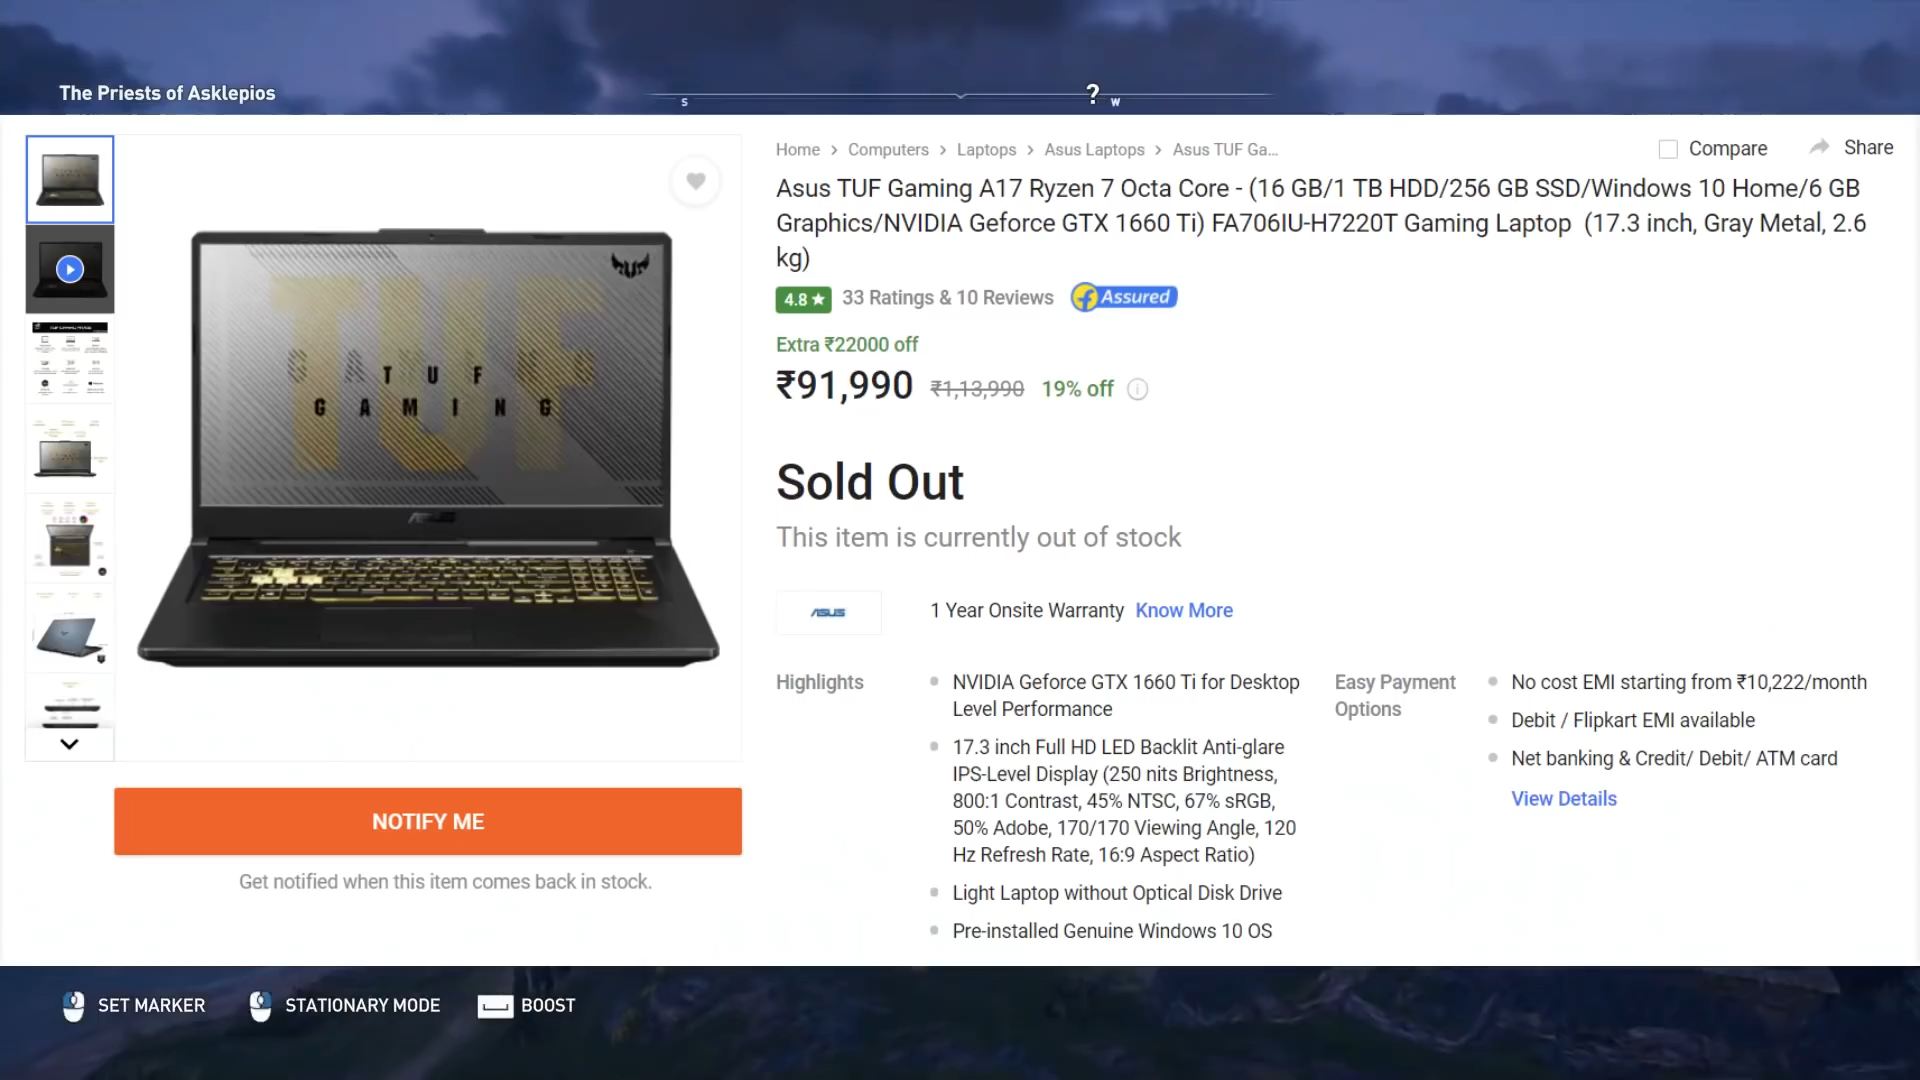 The Priests of Asklepios
S
?
W
Home > Computers > Laptops > Asus Laptops > Asus TUF Ga...
Compare
Share
Asus TUF Gaming A17 Ryzen 7 Octa Core - (16 GB/1 TB HDD/256 GB SSD/Windows 10 Home/6 GB
Graphics/NVIDIA Geforce GTX 1660 Ti) FA706IU-H7220T Gaming Laptop (17.3 inch, Gray Metal, 2.6
kg)
4.8 ★ 33 Ratings & 10 Reviews Assured
Extra ₹22000 off
₹91,990 ₹1,13,990 19% off
TUF
TUF
GAMING
ASUS
Sold Out
This item is currently out of stock
ASUS
1 Year Onsite Warranty Know More
Highlights
NVIDIA Geforce GTX 1660 Ti for Desktop
Level Performance
17.3 inch Full HD LED Backlit Anti-glare
IPS-Level Display (250 nits Brightness,
800:1 Contrast, 45% NTSC, 67% sRGB,
50% Adobe, 170/170 Viewing Angle, 120
Hz Refresh Rate, 16:9 Aspect Ratio)
Light Laptop without Optical Disk Drive
Pre-installed Genuine Windows 10 OS
Easy Payment
Options
No cost EMI starting from ₹10,222/month
Debit / Flipkart EMI available
Net banking & Credit/ Debit/ ATM card
View Details
NOTIFY ME
Get notified when this item comes back in stock.
SET MARKER
STATIONARY MODE
BOOST